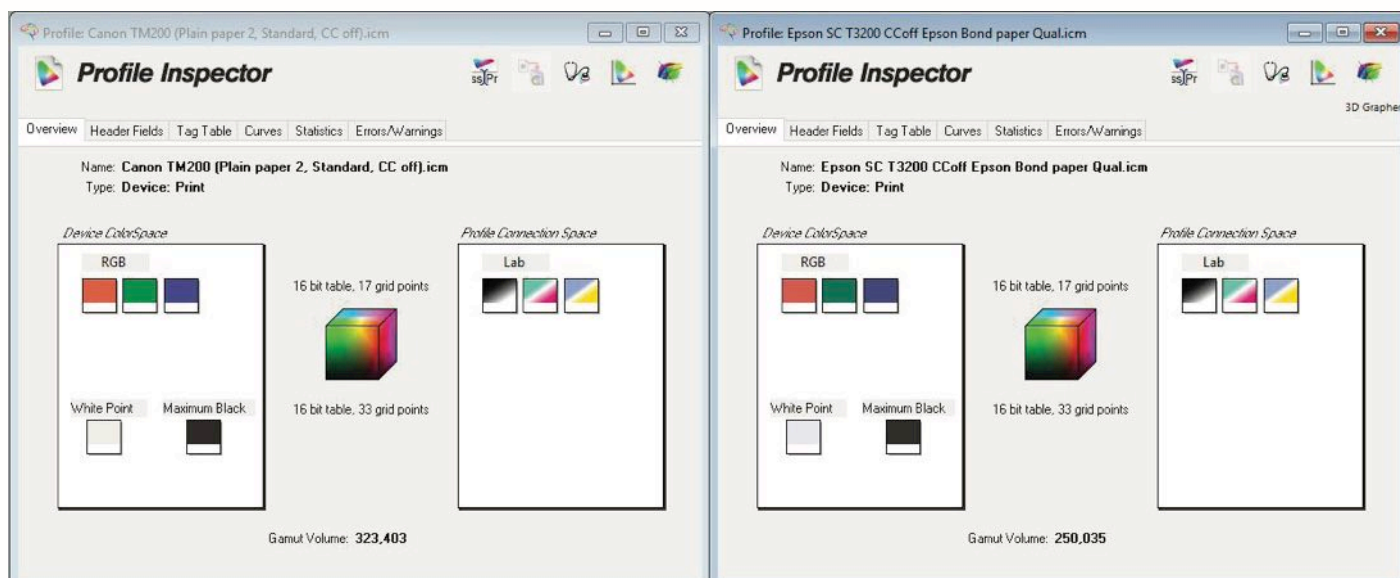 Profile: Canon TM200 (Plain paper 2, Standard, CC off).icm
Profile Inspector
ss Pr
Overview Header Fields Tag Table Curves Statistics Errors/Warnings
Name: Canon TM200 (Plain paper 2, Standard, CC off).icm
Type: Device: Print
Device ColorSpace
Profile Connection Space
RGB
Lab
16 bit table, 17 grid points
White Point
Maximum Black
16 bit table, 33 grid points
Gamut Volume: 323,403
Profile: Epson SC T3200 CCoff Epson Bond paper Qual.icm
Profile Inspector
ss Pr
3D Graphe
Overview Header Fields Tag Table Curves Statistics Errors/Warnings
Name: Epson SC T3200 CCoff Epson Bond paper Qual.icm
Type: Device: Print
Device ColorSpace
Profile Connection Space
RGB
Lab
16 bit table, 17 grid points
White Point
Maximum Black
16 bit table, 33 grid points
Gamut Volume: 250,035